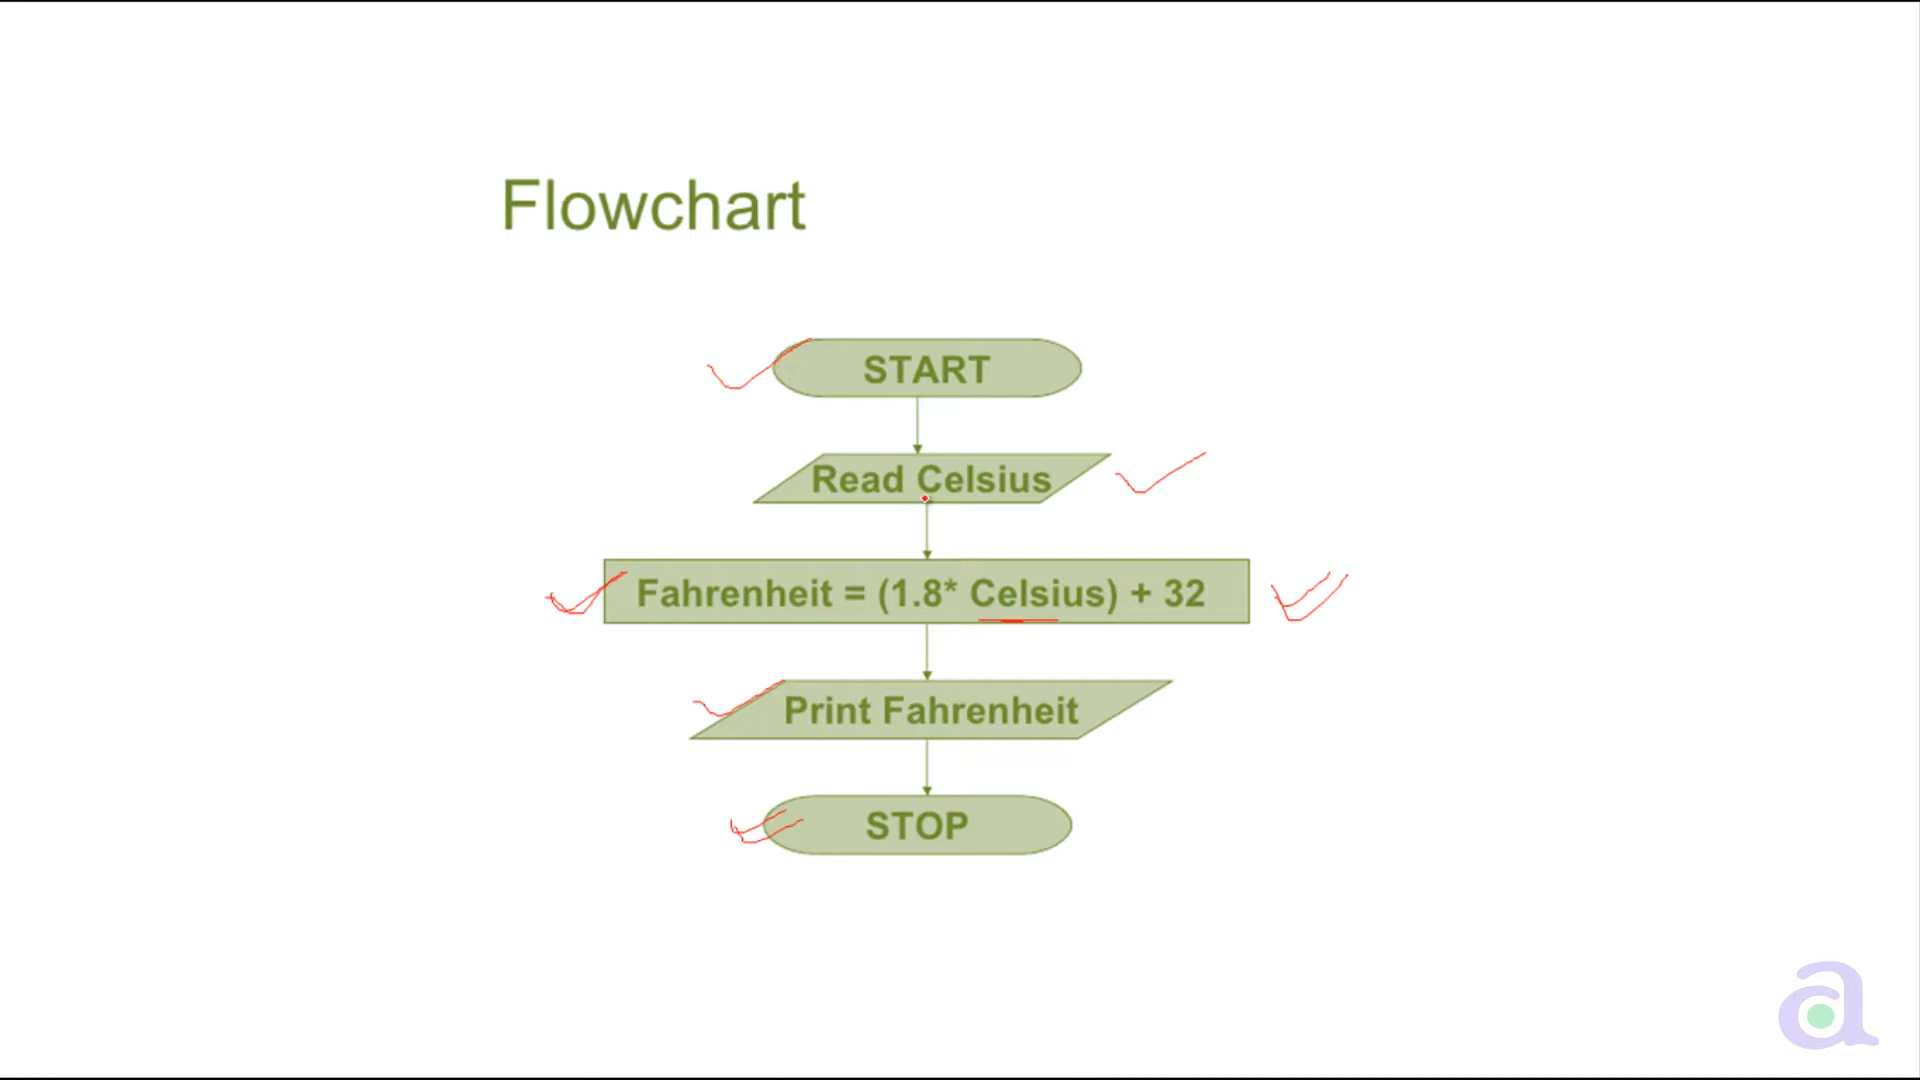 Flowchart
START
Read Celsius
Fahrenheit = (1.8* Celsius) + 32
Print Fahrenheit
STOP
a